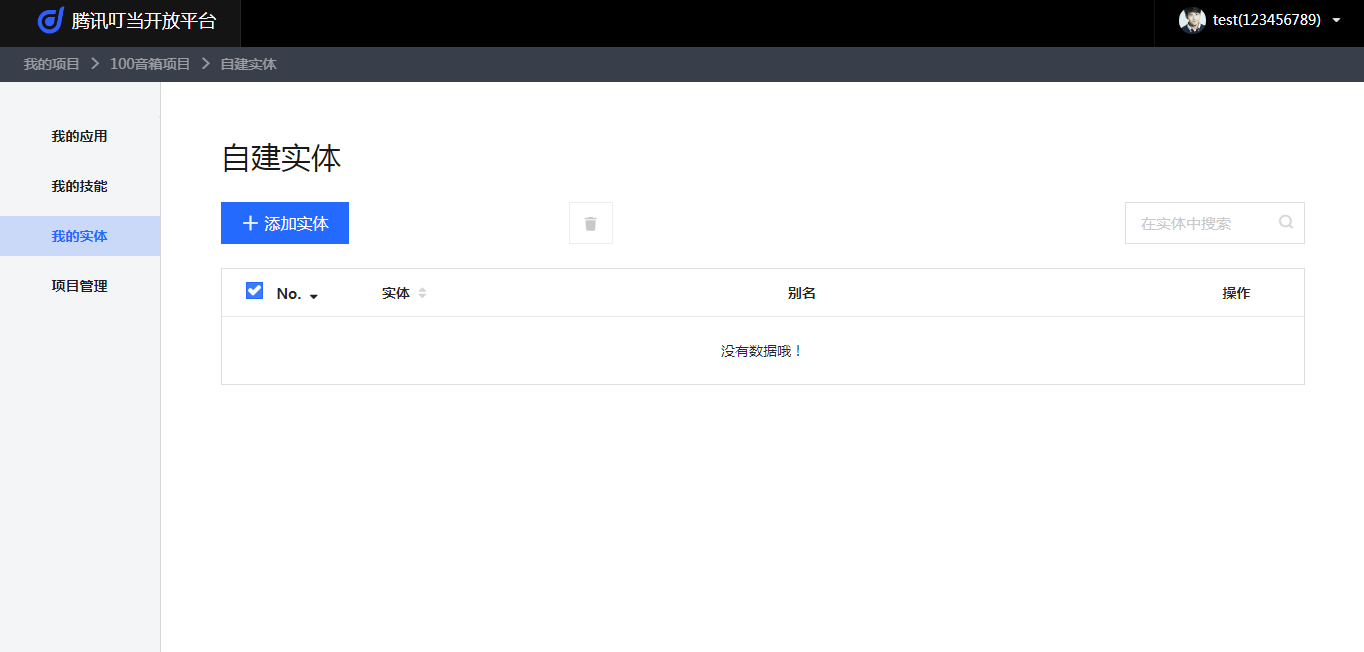 腾讯叮当开放平台
test(123456789)
我的项目 > 100音箱项目 > 自建实体
我的应用
我的技能
我的实体
项目管理
自建实体
添加实体
在实体中搜索
No. 实体 别名 操作
没有数据哦！